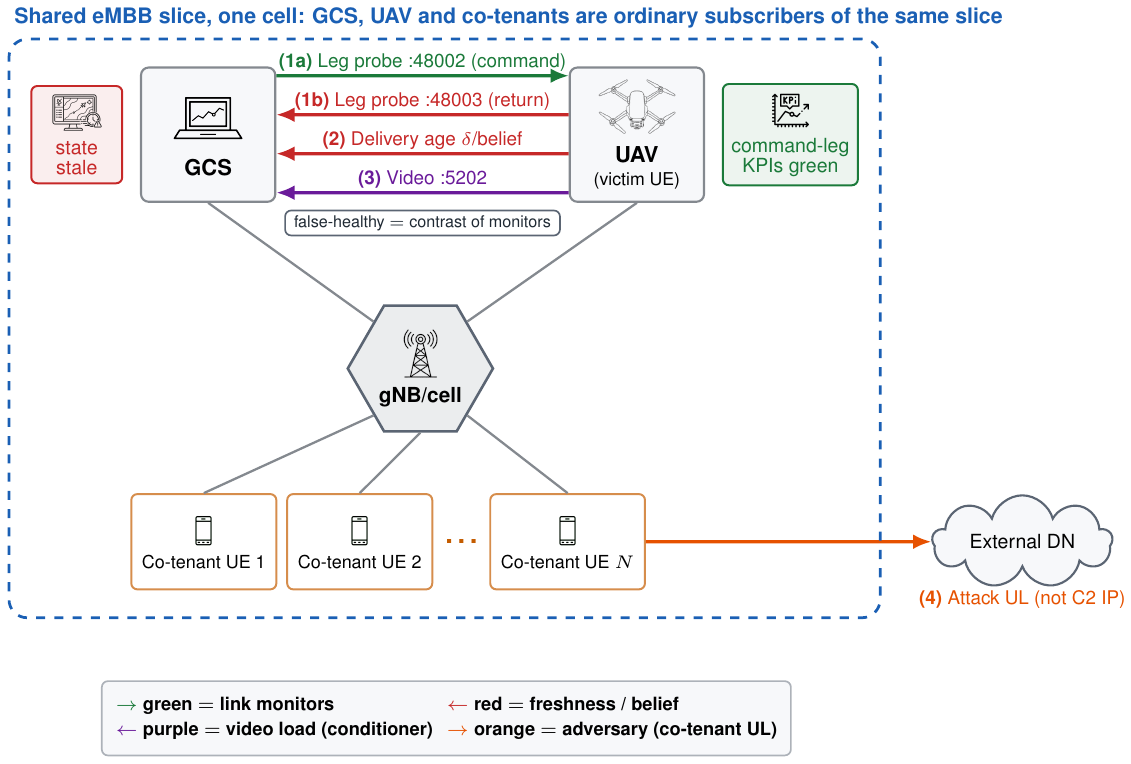 Shared eMBB slice, one cell: GCS, UAV and co-tenants are ordinary subscribers of the same slice
(1a) Leg probe :48002 (command)
(1b) Leg probe :48003 (return)
(2) Delivery age δ/belief
(3) Video :5202
false-healthy = contrast of monitors
state
stale
GCS
UAV
(victim UE)
KPi
command-leg
KPIs green
gNB/cell
Co-tenant UE 1
Co-tenant UE 2
...
Co-tenant UE N
External DN
(4) Attack UL (not C2 IP)
→ green = link monitors
← red = freshness / belief
← purple = video load (conditioner)
→ orange = adversary (co-tenant UL)